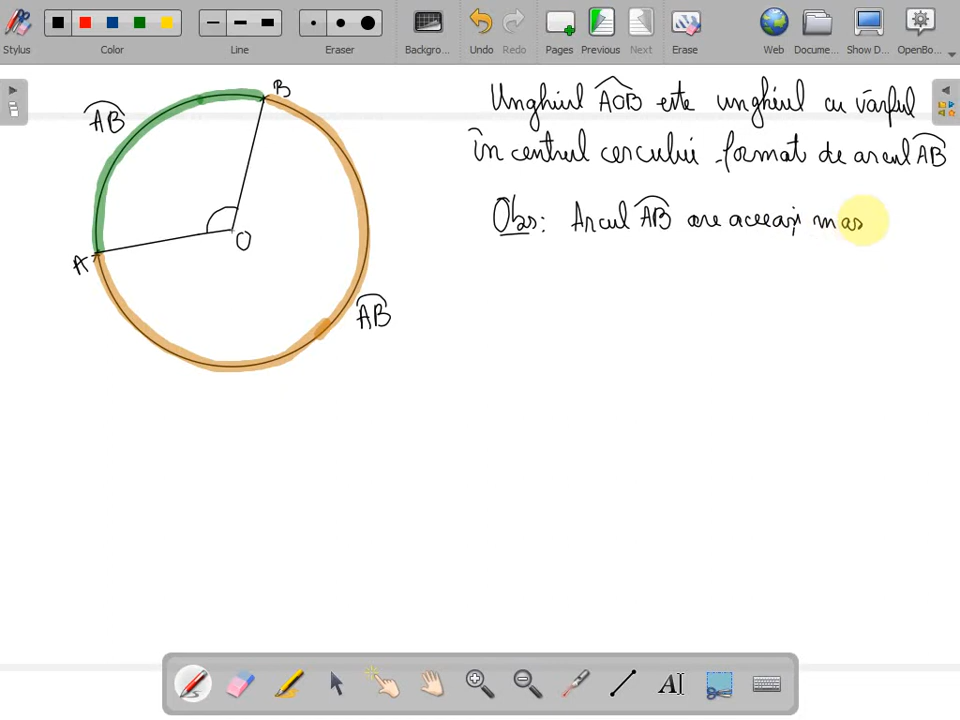 Stylus Color Line Eraser Backgro... Undo Redo Pages Previous Next Erase Web Docume... Show D... OpenBo...
B
AB
A
O
AB
Unghiul AOB este unghiul cu vârful
în centrul cercului format de arcul AB
Obs: Arcul AB are aceeași mas